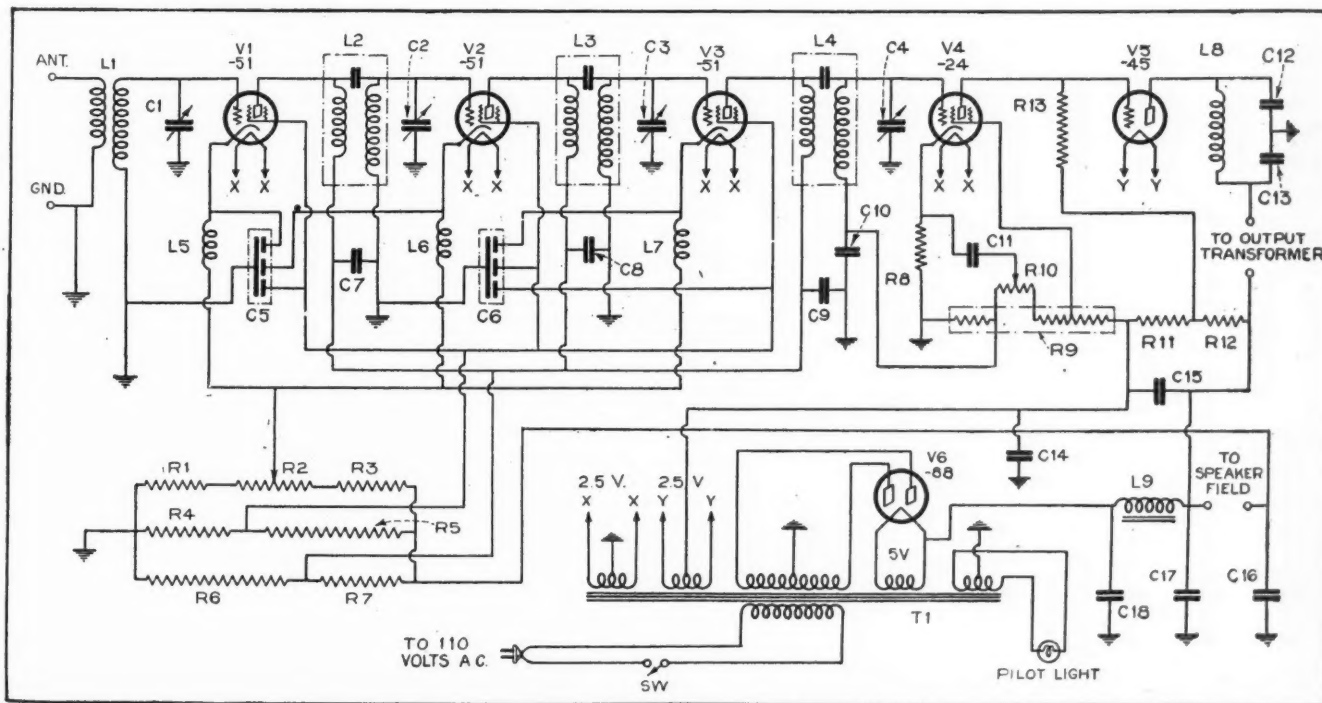 ANT.
L1
C1
V1
-51
L2
C2
V2
-51
L3
C3
V3
-51
L4
C4
V4
-24
R13
V5
-45
L8
C12
C13
GND.
X X
X X
X X
X X
Y Y
L5
C5
C7
L6
C6
C8
L7
C10
C9
R8
C11
R10
R9
R11
R12
TO OUTPUT
TRANSFORMER
C15
R1
R2
R3
R4
R5
R6
R7
2.5 V.
X X
2.5 V
Y Y
V6
-88
5V
C14
L9
TO
SPEAKER
FIELD
C18
C17
C16
T1
TO 110
VOLTS A.C.
SW
PILOT LIGHT